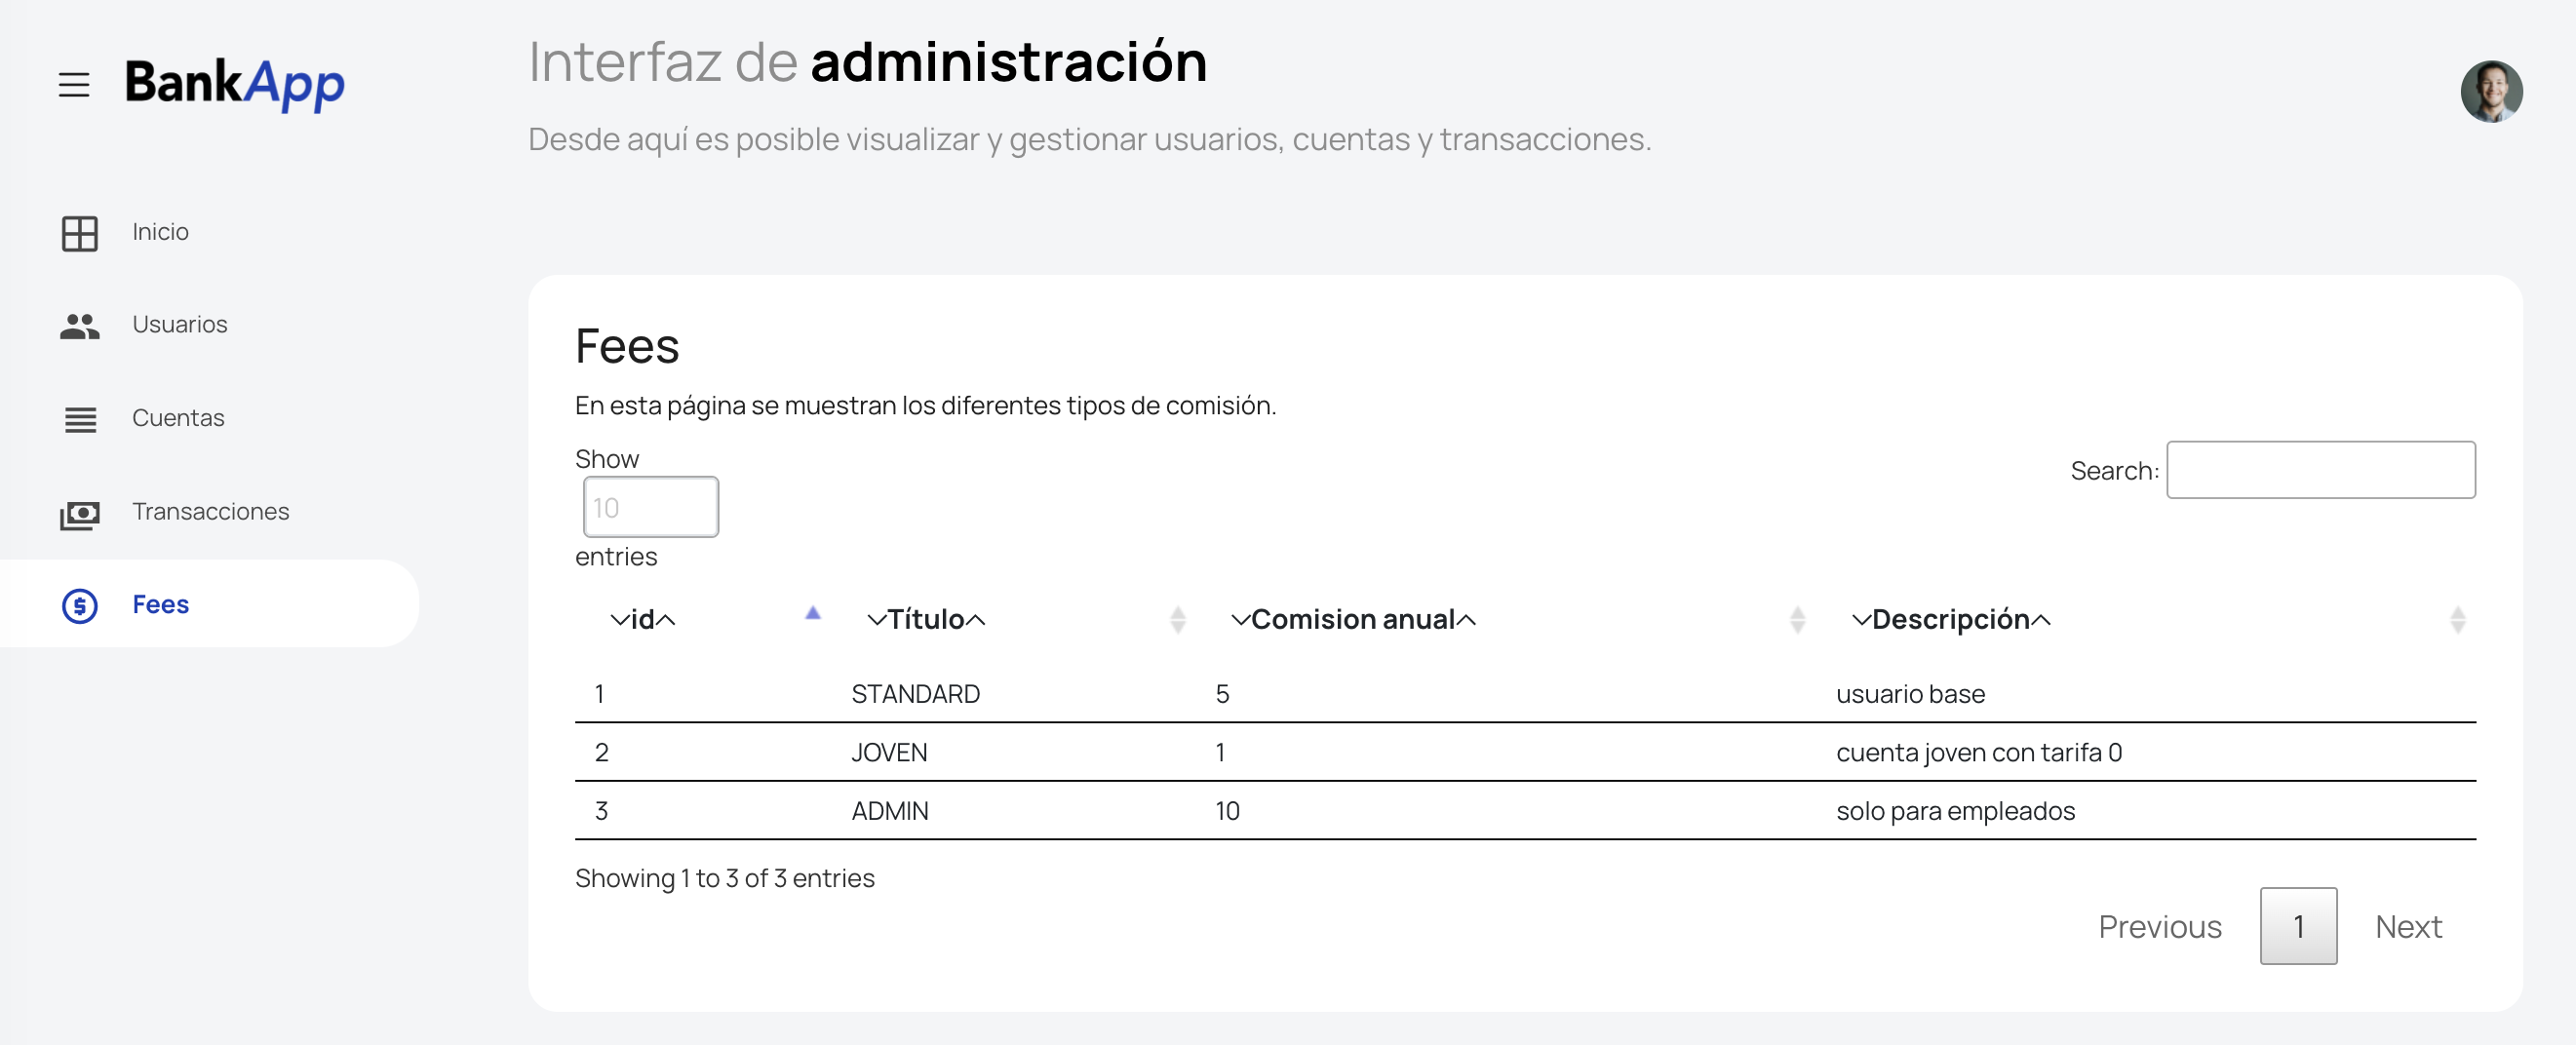 BankApp
Interfaz de administración
Desde aquí es posible visualizar y gestionar usuarios, cuentas y transacciones.
Inicio
Usuarios
Cuentas
Transacciones
Fees
Fees
En esta página se muestran los diferentes tipos de comisión.
Show
10
entries
Search:
id Título Comision anual Descripción
1 STANDARD 5 usuario base
2 JOVEN 1 cuenta joven con tarifa 0
3 ADMIN 10 solo para empleados
Showing 1 to 3 of 3 entries
Previous 1 Next